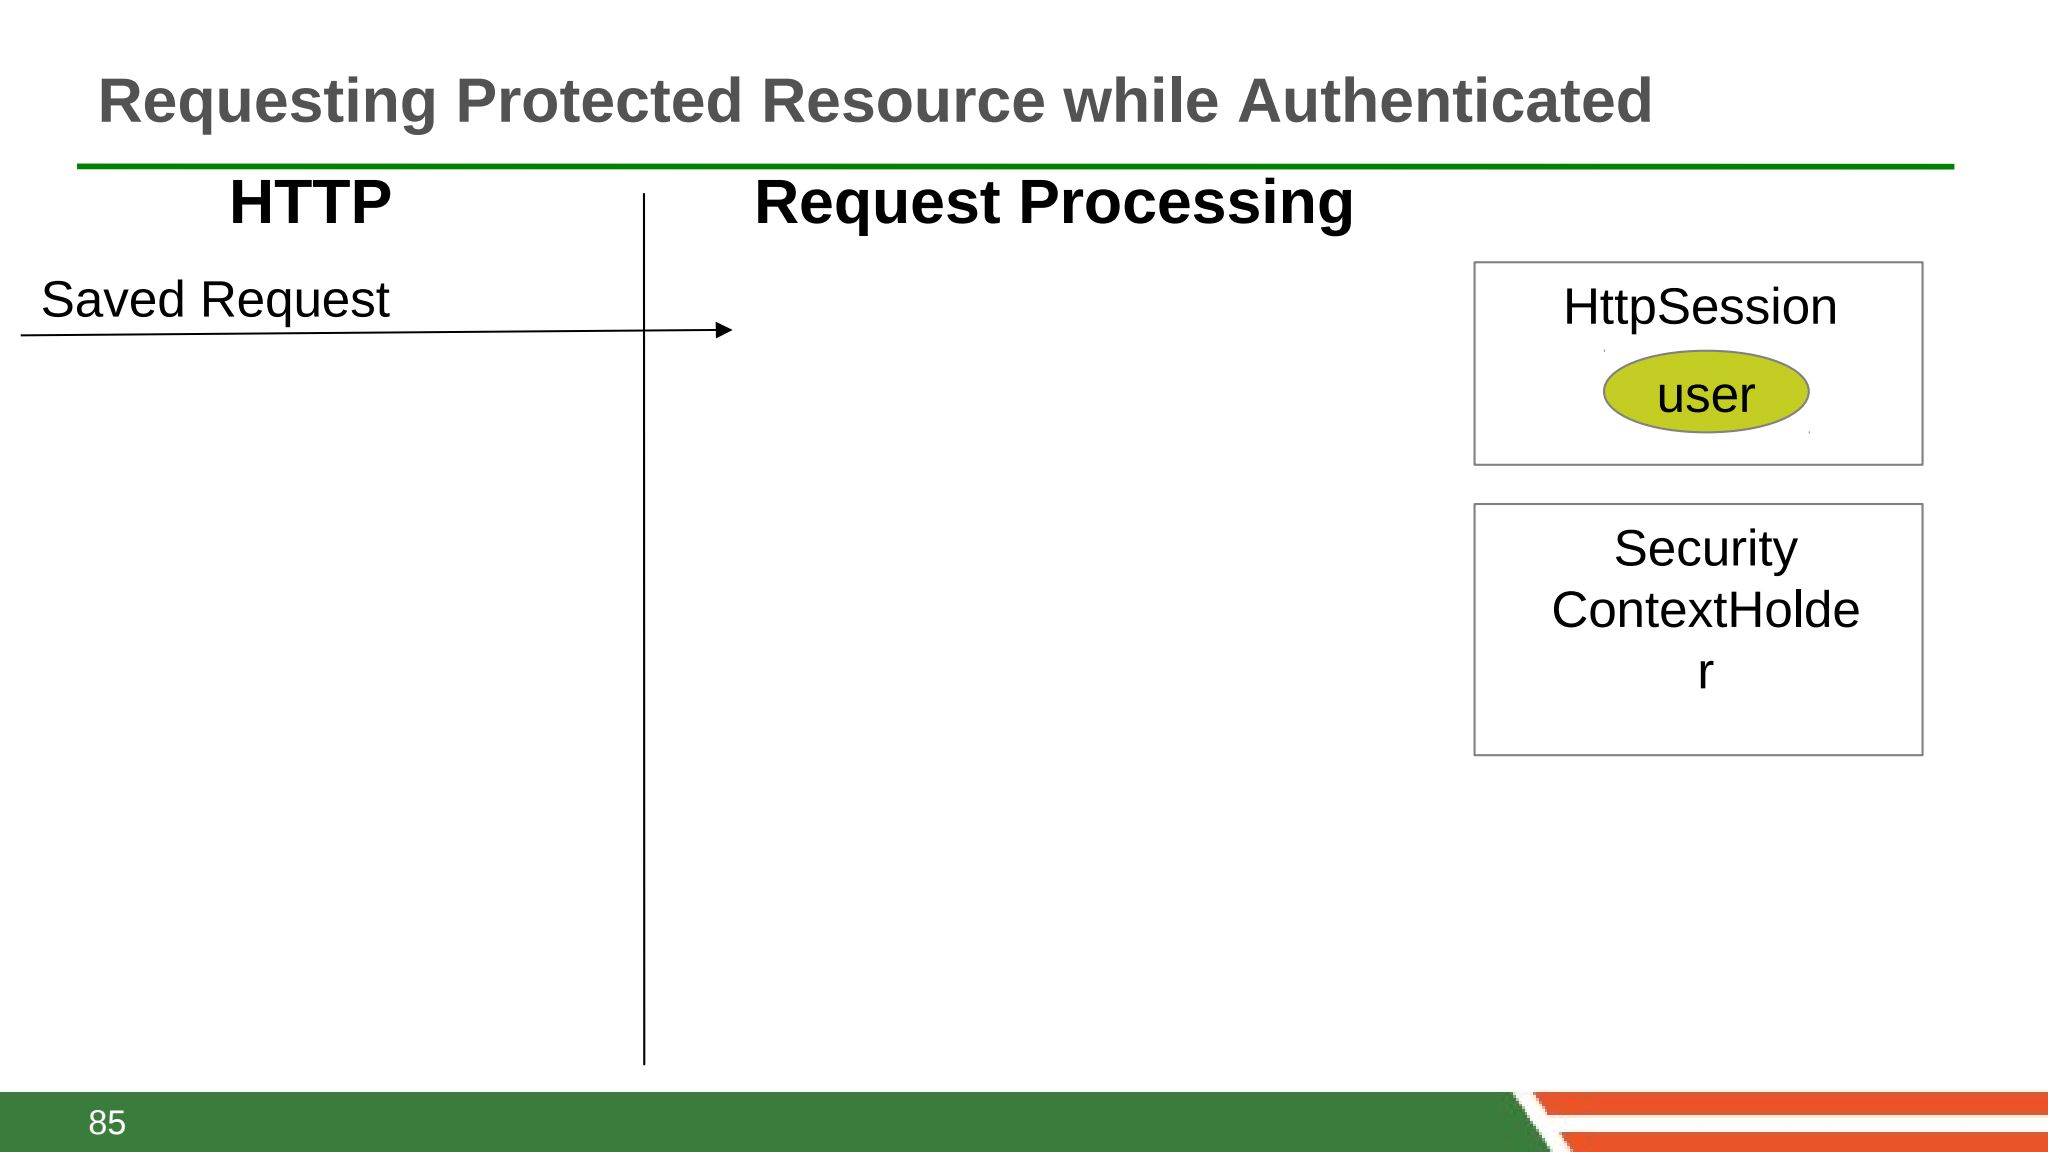 Requesting Protected Resource while Authenticated
HTTP
Request Processing
Saved Request
HttpSession
user
Security
ContextHolde
r
85